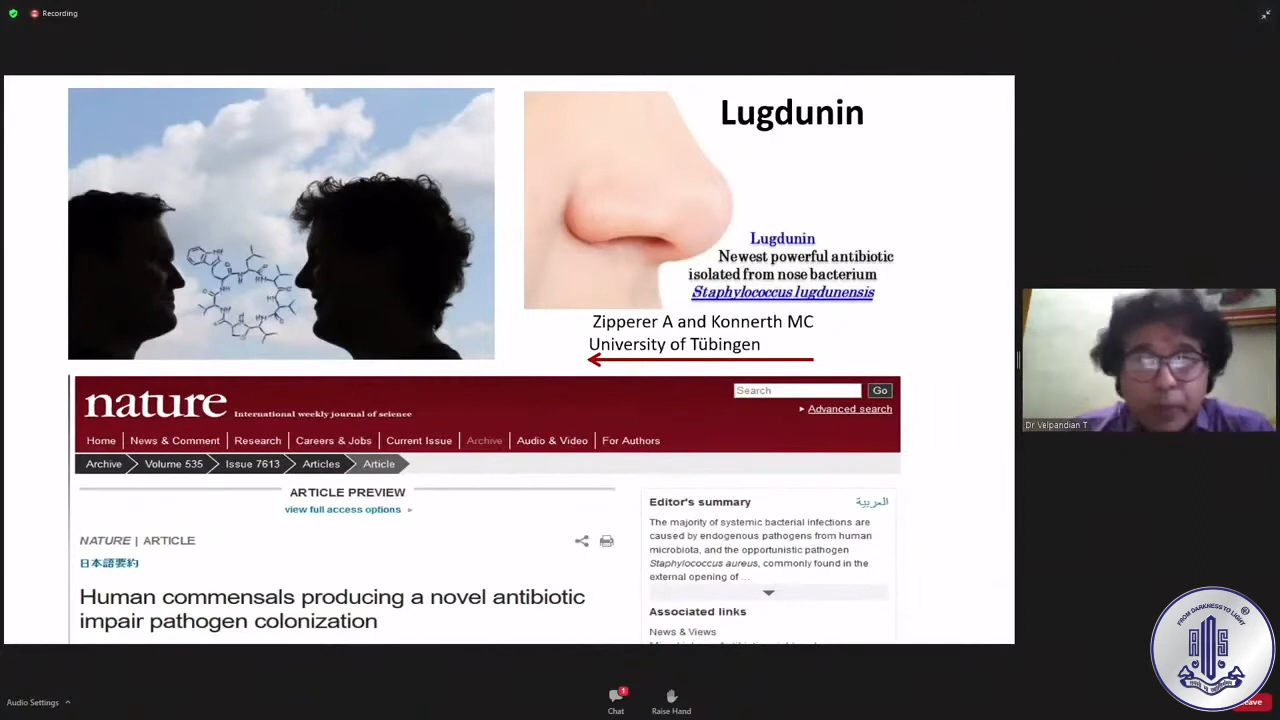 Recording
Lugdunin
Lugdunin
Newest powerful antibiotic
isolated from nose bacterium
Staphylococcus lugdunensis
Zipperer A and Konnerth MC
University of Tübingen
nature International weekly journal of science
Search Go
Advanced search
Home News & Comment Research Careers & Jobs Current Issue Archive Audio & Video For Authors
Archive Volume 535 Issue 7613 Articles Article
ARTICLE PREVIEW
view full access options
NATURE | ARTICLE
日本語要約
Human commensals producing a novel antibiotic
impair pathogen colonization
Editor's summary
العربية
The majority of systemic bacterial infections are
caused by endogenous pathogens from human
microbiota, and the opportunistic pathogen
Staphylococcus aureus, commonly found in the
external opening of ...
Associated links
News & Views
Dr Velpandian T
FROM DARKNESS TO LIGHT
Audio Settings
1
Chat
Raise Hand